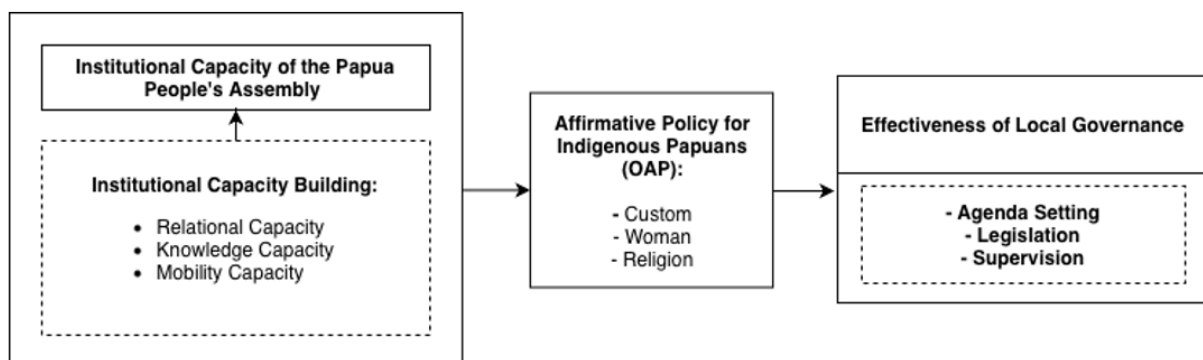 Institutional Capacity of the Papua
People's Assembly
Institutional Capacity Building:
• Relational Capacity
• Knowledge Capacity
• Mobility Capacity
Affirmative Policy for
Indigenous Papuans
(OAP):
- Custom
- Woman
- Religion
Effectiveness of Local Governance
- Agenda Setting
- Legislation
- Supervision